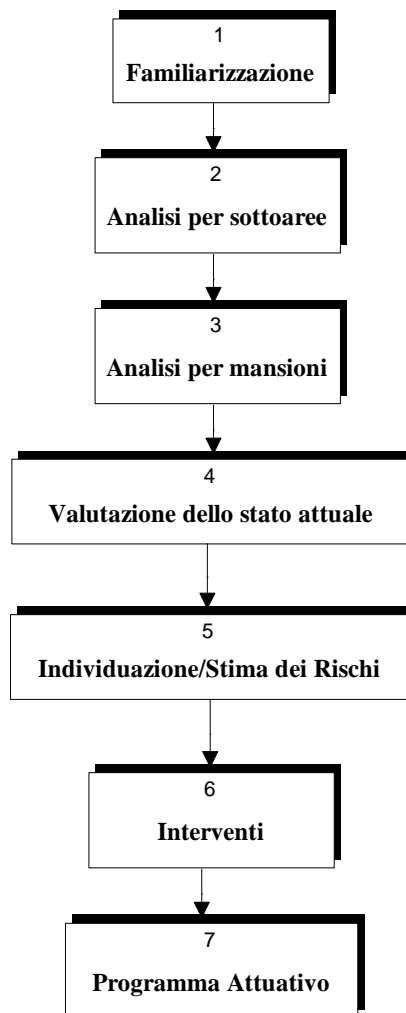 1
Familiarizzazione
2
Analisi per sottoaree
3
Analisi per mansioni
4
Valutazione dello stato attuale
5
Individuazione/Stima dei Rischi
6
Interventi
7
Programma Attuativo